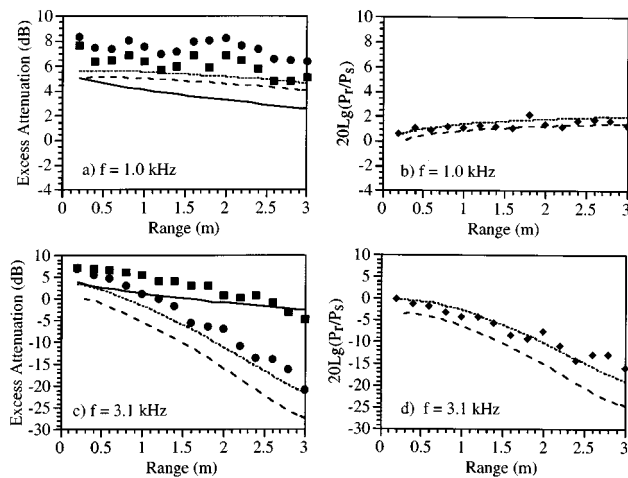 10
8
6
4
2
0
2
4
Excess Attenuation (dB)
a) f = 1.0 kHz
0 0.5 1 1.5 2 2.5 3
Range (m)
10
8
6
4
2
0
2
4
20Lg(Pr/Ps)
b) f = 1.0 kHz
0 0.5 1 1.5 2 2.5 3
Range (m)
10
5
0
-5
-10
-15
-20
-25
-30
Excess Attenuation (dB)
c) f = 3.1 kHz
0 0.5 1 1.5 2 2.5 3
Range (m)
10
5
0
-5
-10
-15
-20
-25
-30
20Lg(Pr/Ps)
d) f = 3.1 kHz
0 0.5 1 1.5 2 2.5 3
Range (m)